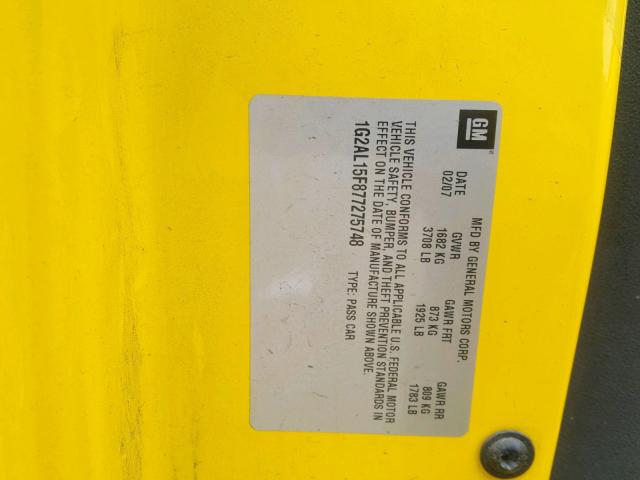 GM
MFD BY GENERAL MOTORS CORP.
DATE GVWR GAWR FRT GAWR RR
02/07 1682 KG 873 KG 809 KG
3708 LB 1925 LB 1783 LB
THIS VEHICLE CONFORMS TO ALL APPLICABLE U.S. FEDERAL MOTOR
VEHICLE SAFETY, BUMPER, AND THEFT PREVENTION STANDARDS IN
EFFECT ON THE DATE OF MANUFACTURE SHOWN ABOVE.
1G2AL15F877275748 TYPE: PASS CAR